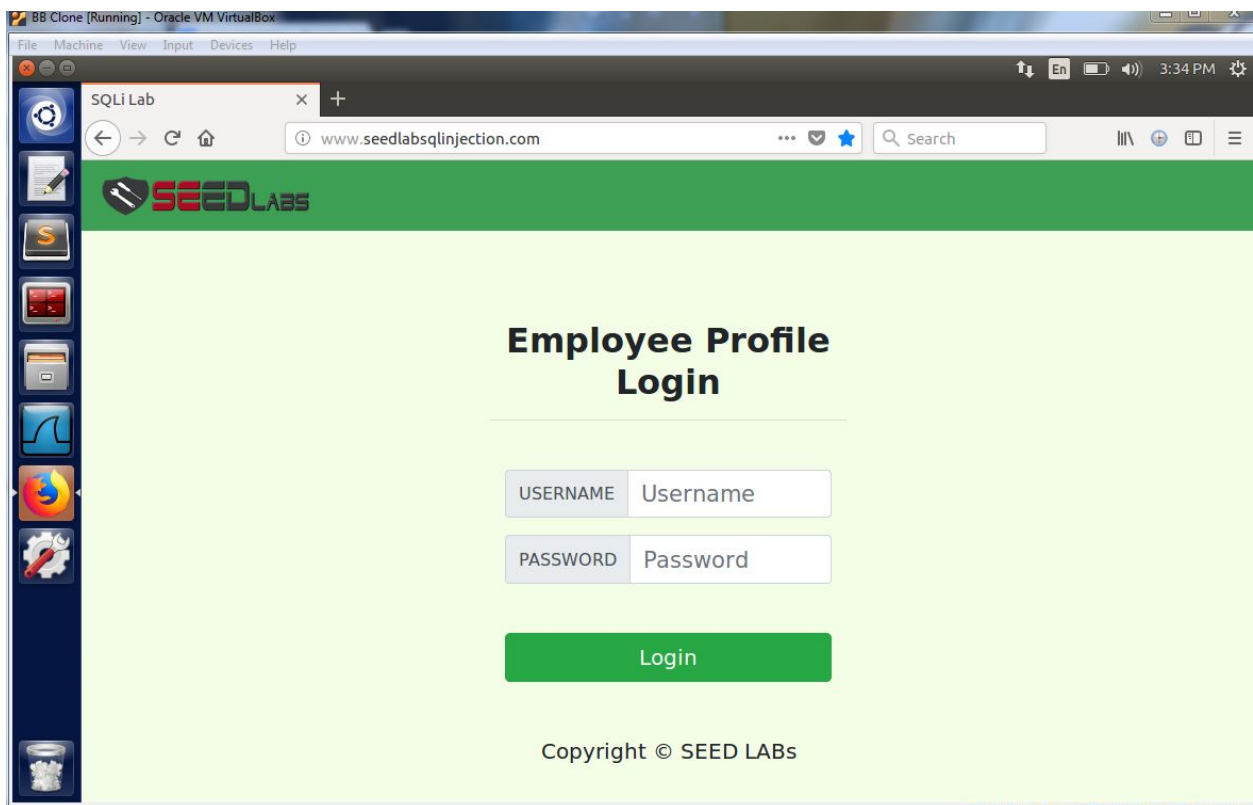 BB Clone [Running] - Oracle VM VirtualBox
File Machine View Input Devices Help
En 3:34 PM
SQLi Lab
www.seedlabsqlinjection.com
Search
SEEDLABS
Employee Profile
Login
USERNAME Username
PASSWORD Password
Login
Copyright © SEED LABs